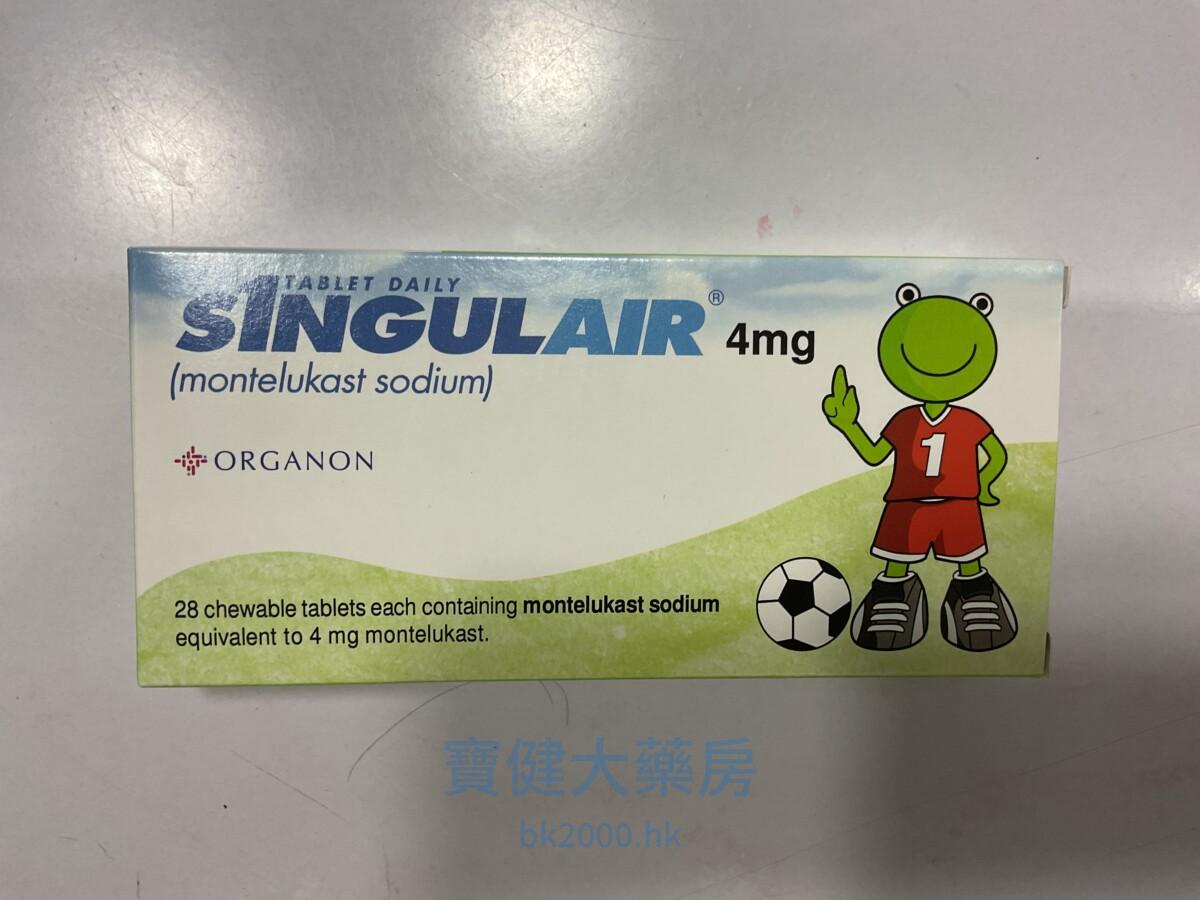 TABLET DAILY
SINGULAIR® 4mg
(montelukast sodium)
ORGANON
1
28 chewable tablets each containing montelukast sodium
equivalent to 4 mg montelukast.
寶健大藥房
bk2000.hk